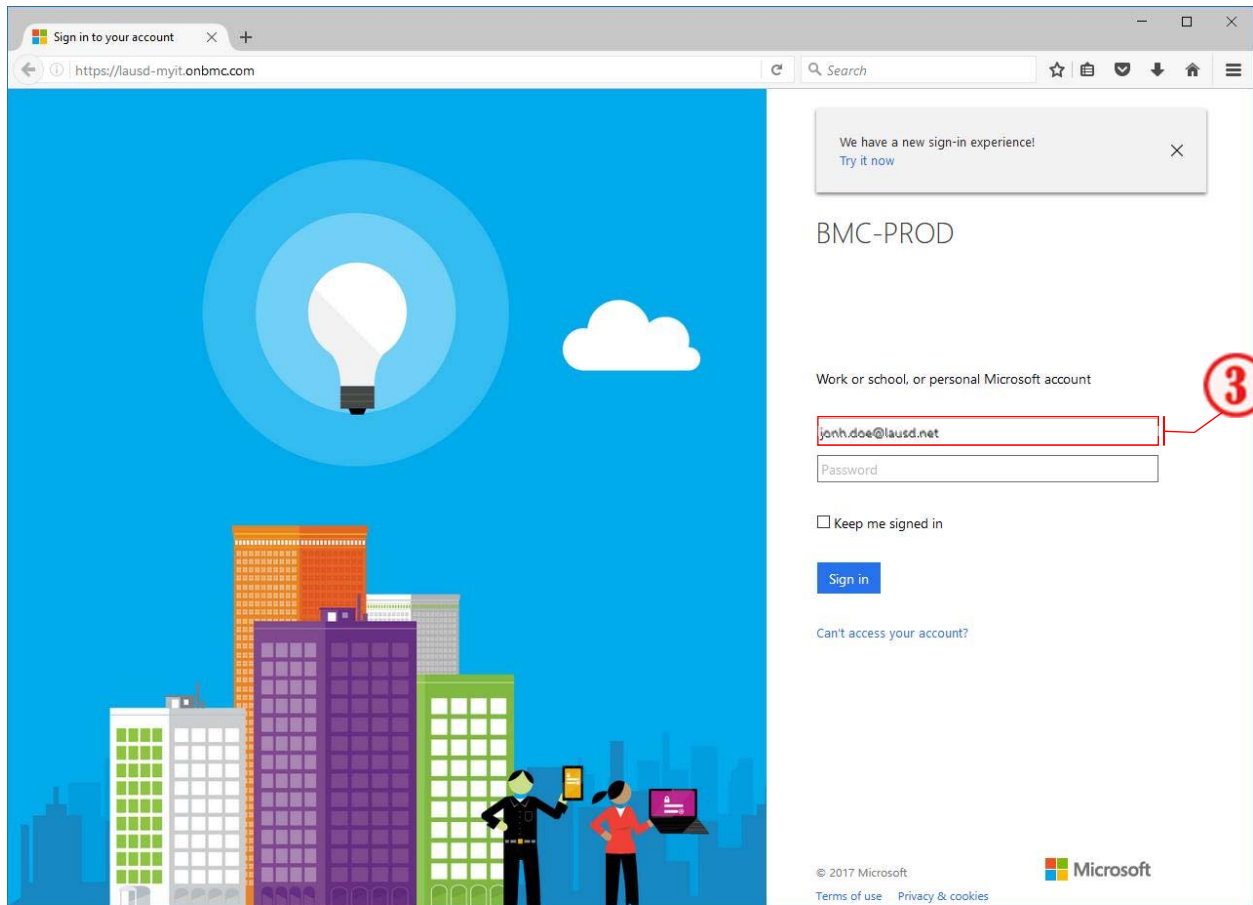 Sign in to your account
https://lausd-myit.onbmc.com
Search
We have a new sign-in experience!
Try it now
BMC-PROD
Work or school, or personal Microsoft account
3
jonh.doe@lausd.net
Password
Keep me signed in
Sign in
Can't access your account?
© 2017 Microsoft
Microsoft
Terms of use Privacy & cookies